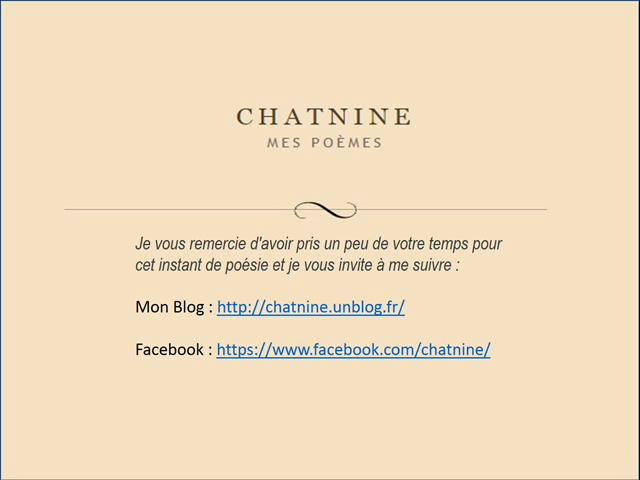 CHATNINE
MES POÈMES
Je vous remercie d'avoir pris un peu de votre temps pour
cet instant de poésie et je vous invite à me suivre :
Mon Blog : http://chatnine.unblog.fr/
Facebook : https://www.facebook.com/chatnine/